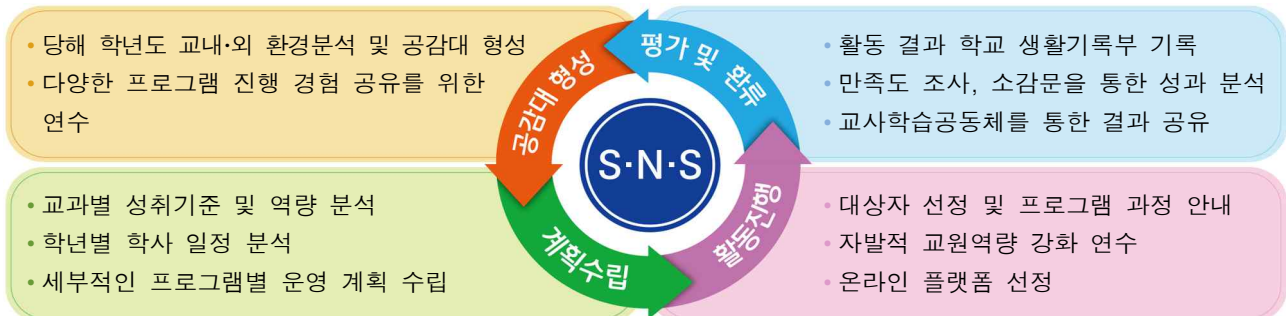 • 당해 학년도 교내·외 환경분석 및 공감대 형성
• 다양한 프로그램 진행 경험 공유를 위한
연수
공감대 형성
평가 및 환류
• 활동 결과 학교 생활기록부 기록
• 만족도 조사, 소감문을 통한 성과 분석
• 교사학습공동체를 통한 결과 공유
S·N·S
• 교과별 성취기준 및 역량 분석
• 학년별 학사 일정 분석
• 세부적인 프로그램별 운영 계획 수립
계획수립
활동진행
• 대상자 선정 및 프로그램 과정 안내
• 자발적 교원역량 강화 연수
• 온라인 플랫폼 선정